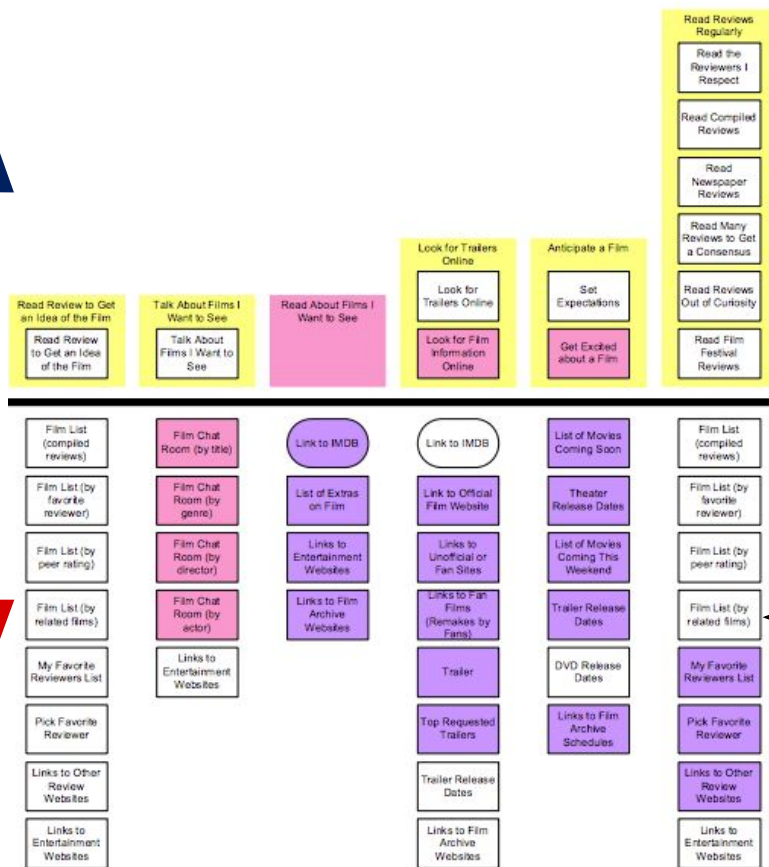 Read Review to Get
an Idea of the Film
Read Review
to Get an Idea
of the Film
Talk About Films I
Want to See
Talk About
Films I Want to
See
Read About Films I
Want to See
Look for Trailers
Online
Look for
Trailers Online
Look for Film
Information
Online
Anticipate a Film
Set
Expectations
Get Excited
about a Film
Read Reviews
Regularly
Read the
Reviewers I
Respect
Read Compiled
Reviews
Read
Newspaper
Reviews
Read Many
Reviews to Get
a Consensus
Read Reviews
Out of Curiosity
Read Film
Festival
Reviews
Film List
(compiled
reviews)
Film List (by
favorite
reviewer)
Film List (by
peer rating)
Film List (by
related films)
My Favorite
Reviewers List
Pick Favorite
Reviewer
Links to Other
Review
Websites
Links to
Entertainment
Websites
Film Chat
Room (by title)
Film Chat
Room (by
genre)
Film Chat
Room (by
director)
Film Chat
Room (by
actor)
Links to
Entertainment
Websites
Link to IMDB
List of Extras
on Film
Links to
Entertainment
Websites
Links to Film
Archive
Websites
Link to IMDB
Link to Official
Film Website
Links to
Unofficial or
Fan Sites
Links to Fan
Films
(Remakes by
Fans)
Trailer
Top Requested
Trailers
Trailer Release
Dates
Links to Film
Archive
Websites
List of Movies
Coming Soon
Theater
Release Dates
List of Movies
Coming This
Weekend
Trailer Release
Dates
DVD Release
Dates
Links to Film
Archive
Schedules
Film List
(compiled
reviews)
Film List (by
favorite
reviewer)
Film List (by
peer rating)
Film List (by
related films)
My Favorite
Reviewers List
Pick Favorite
Reviewer
Links to Other
Review
Websites
Links to
Entertainment
Websites